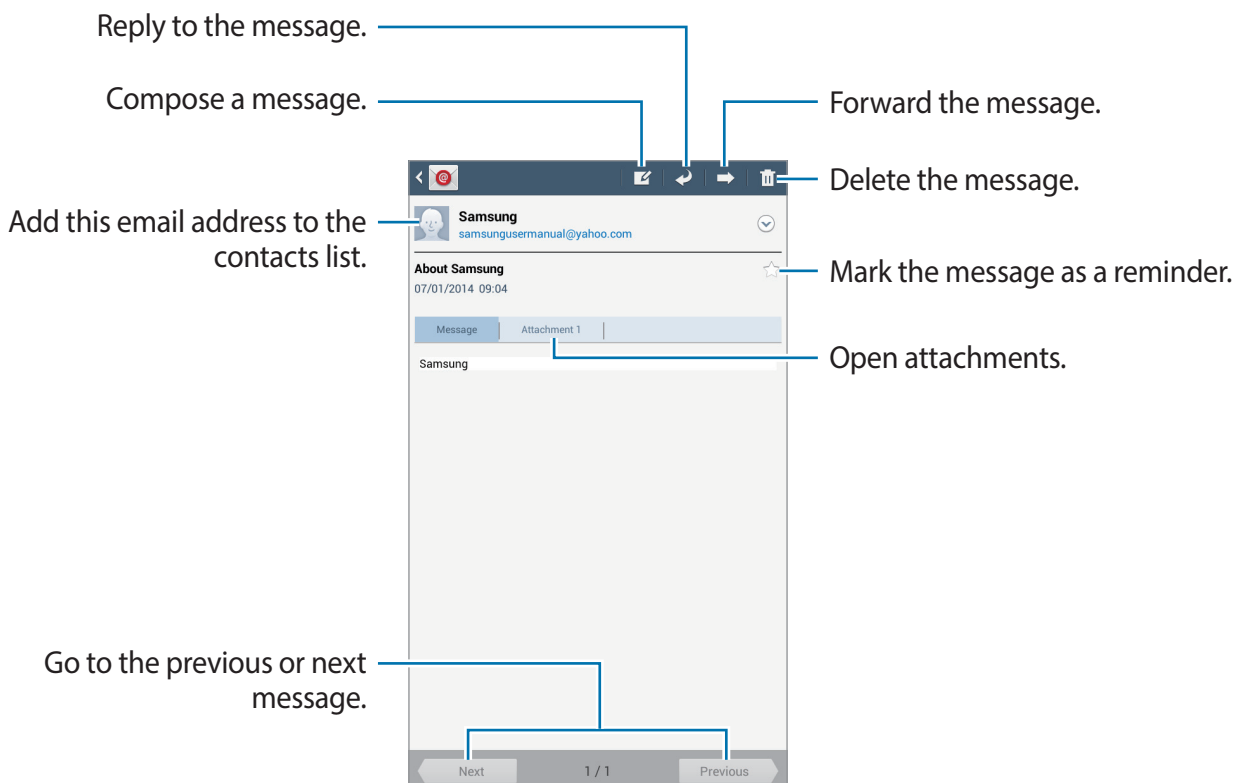 Reply to the message.
Compose a message.
Forward the message.
Delete the message.
@
Samsung
samsungusermanual@yahoo.com
Add this email address to the
contacts list.
About Samsung
07/01/2014 09:04
Mark the message as a reminder.
Message
Attachment 1
Open attachments.
Samsung
Go to the previous or next
message.
Next
1 / 1
Previous